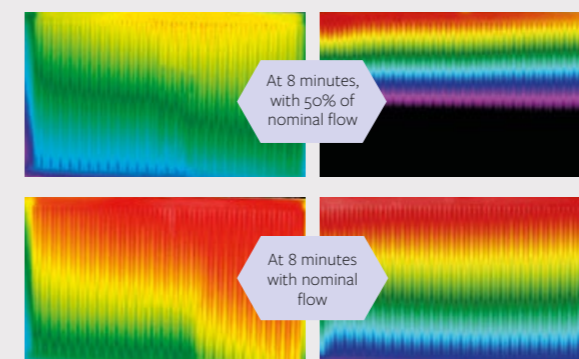 At 8 minutes,
with 50% of
nominal flow
At 8 minutes
with nominal
flow